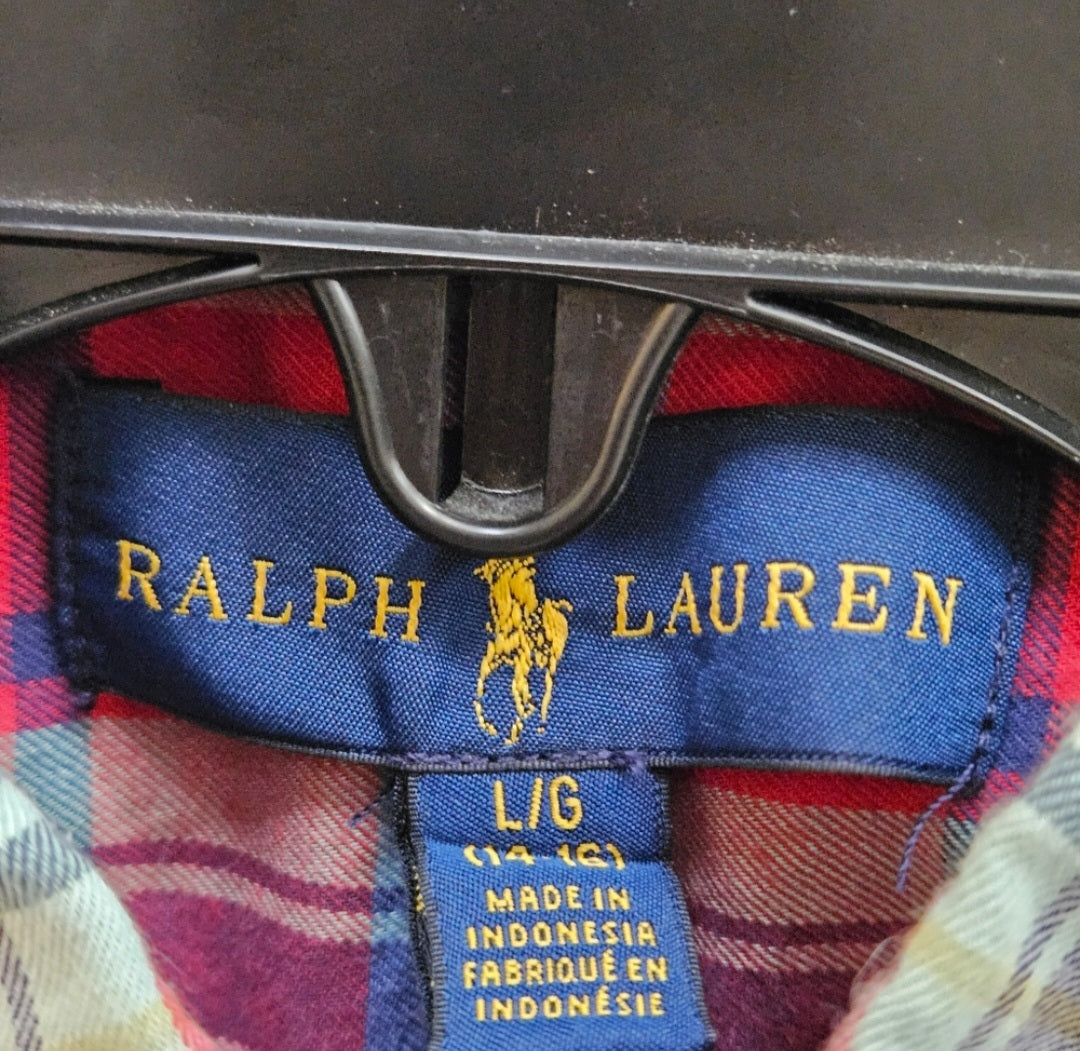 RALPH LAUREN
L/G
(14-16)
MADE IN
INDONESIA
FABRIQUÉ EN
INDONÉSIE